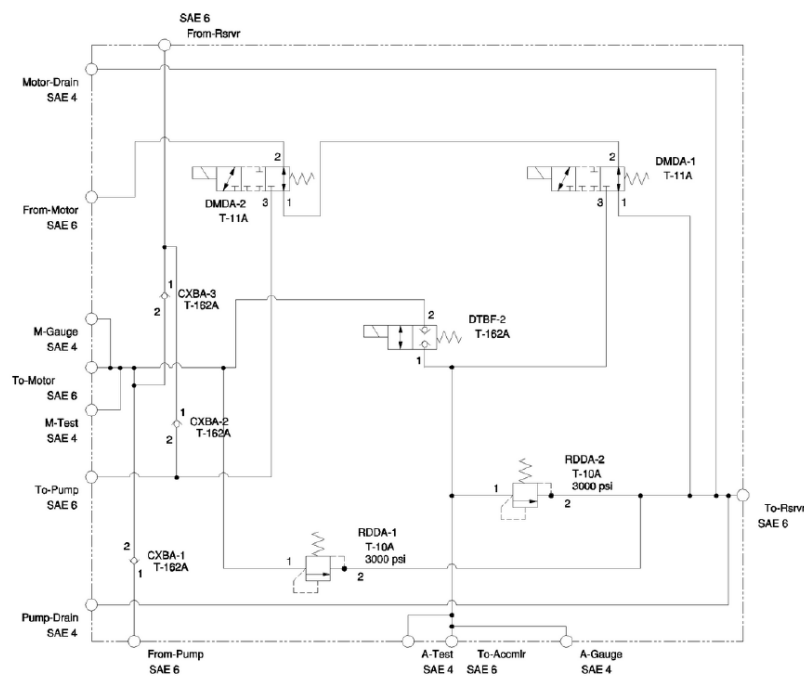 SAE 6
From-Rsrvr
Motor-Drain
SAE 4
2
2
DMDA-1
T-11A
DMDA-2
T-11A
3
1
3
1
From-Motor
SAE 6
1
CXBA-3
T-162A
2
2
DTBF-2
T-162A
1
M-Gauge
SAE 4
To-Motor
SAE 6
M-Test
SAE 4
1
CXBA-2
T-162A
2
RDDA-2
T-10A
3000 psi
1
2
To-Pump
SAE 6
To-Rsrvr
SAE 6
RDDA-1
T-10A
3000 psi
1
2
2
CXBA-1
T-162A
1
Pump-Drain
SAE 4
From-Pump
SAE 6
A-Test
SAE 4
To-Accmlr
SAE 6
A-Gauge
SAE 4